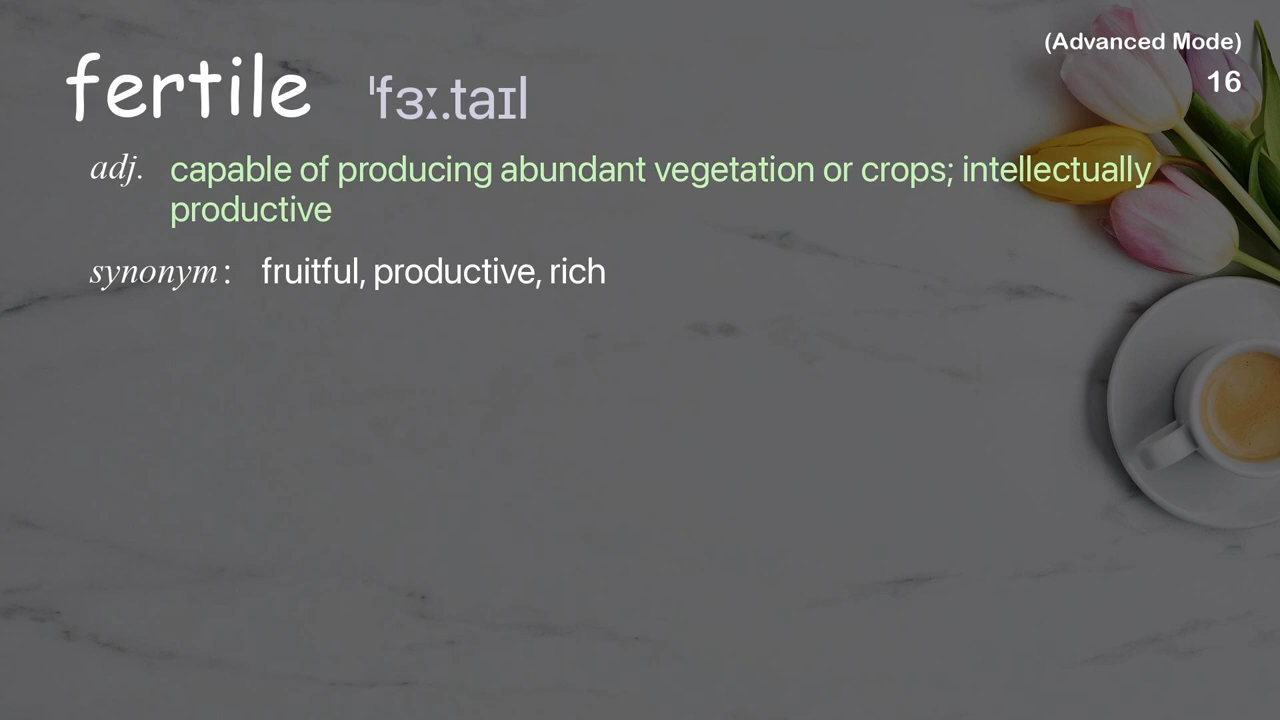 (Advanced Mode)
16
fertile ˈfɜː.taɪl
adj. capable of producing abundant vegetation or crops; intellectually
productive
synonym: fruitful, productive, rich